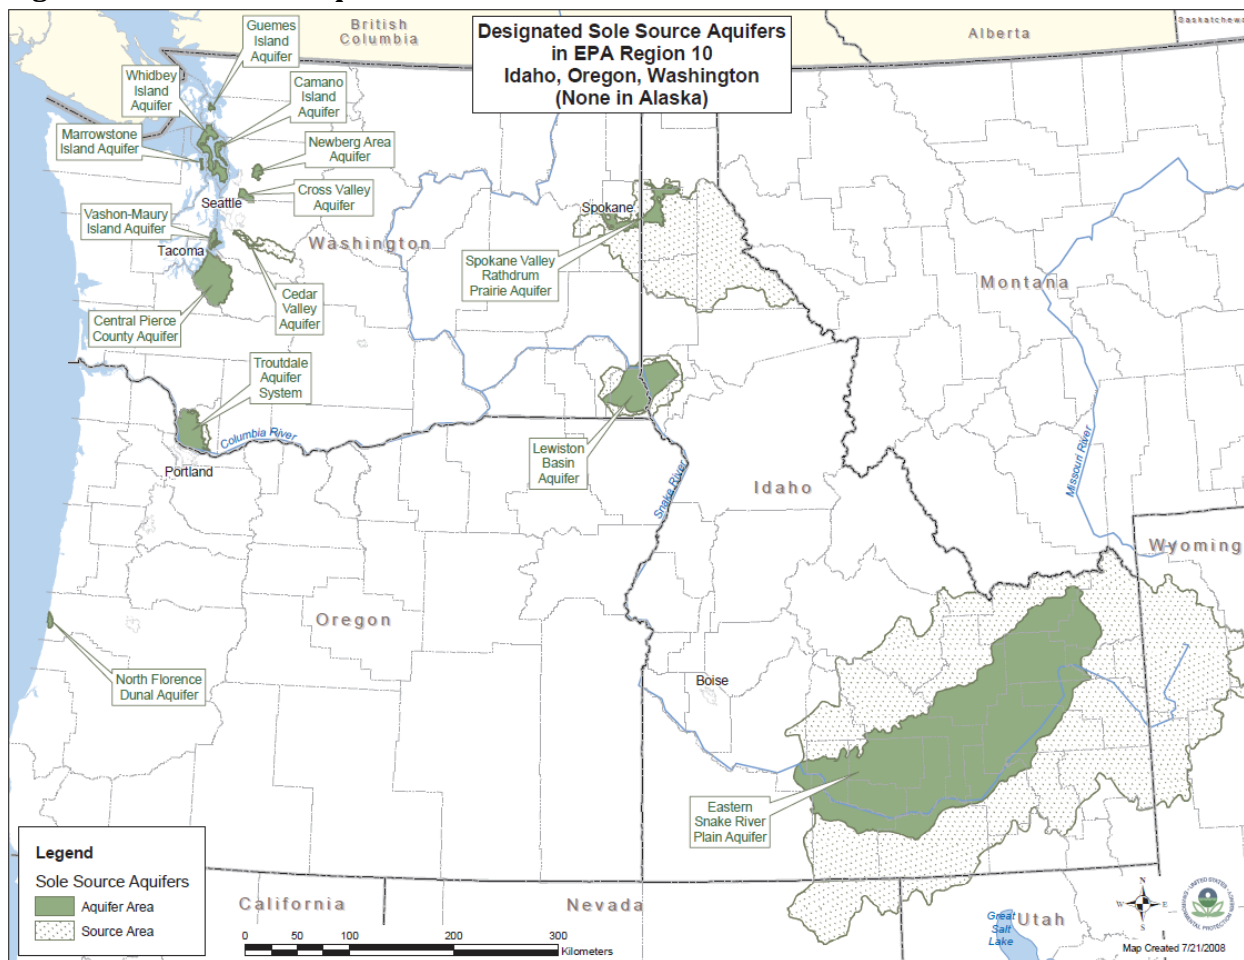 Designated Sole Source Aquifers
in EPA Region 10
Idaho, Oregon, Washington
(None in Alaska)
British
Columbia
Alberta
Saskatchewan
Guemes
Island
Aquifer
Whidbey
Island
Aquifer
Camano
Island
Aquifer
Marrowstone
Island Aquifer
Newberg Area
Aquifer
Cross Valley
Aquifer
Seattle
Vashon-Maury
Island Aquifer
Tacoma
Washington
Spokane
Spokane Valley
Rathdrum
Prairie Aquifer
Cedar
Valley
Aquifer
Central Pierce
County Aquifer
Montana
Troutdale
Aquifer
System
Columbia River
Portland
Lewiston
Basin
Aquifer
Snake River
Idaho
Missouri River
Wyoming
Oregon
North Florence
Dunal Aquifer
Boise
Eastern
Snake River
Plain Aquifer
Legend
Sole Source Aquifers
Aquifer Area
Source Area
California
Nevada
Utah
Great
Salt
Lake
0 25 50 100 200 300
Kilometers
N
W E
S
Map Created 7/21/2008